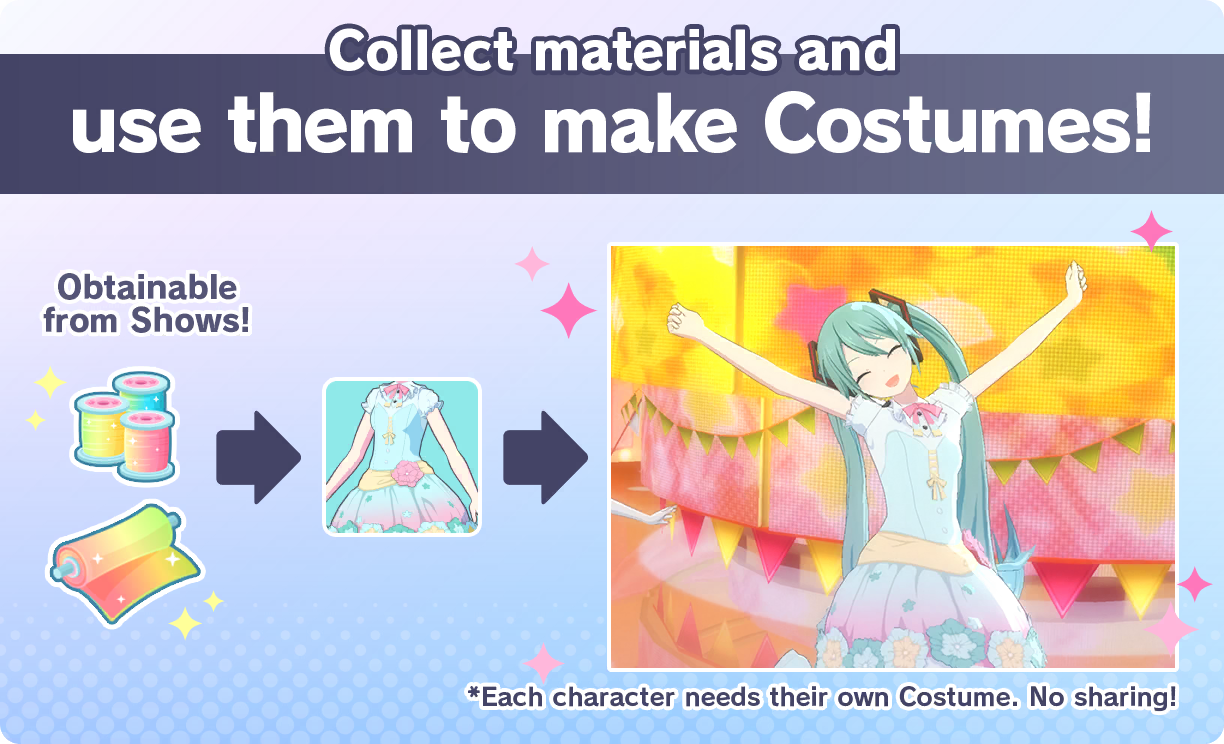 Collect materials and
use them to make Costumes!
Obtainable
from Shows!
*Each character needs their own Costume. No sharing!